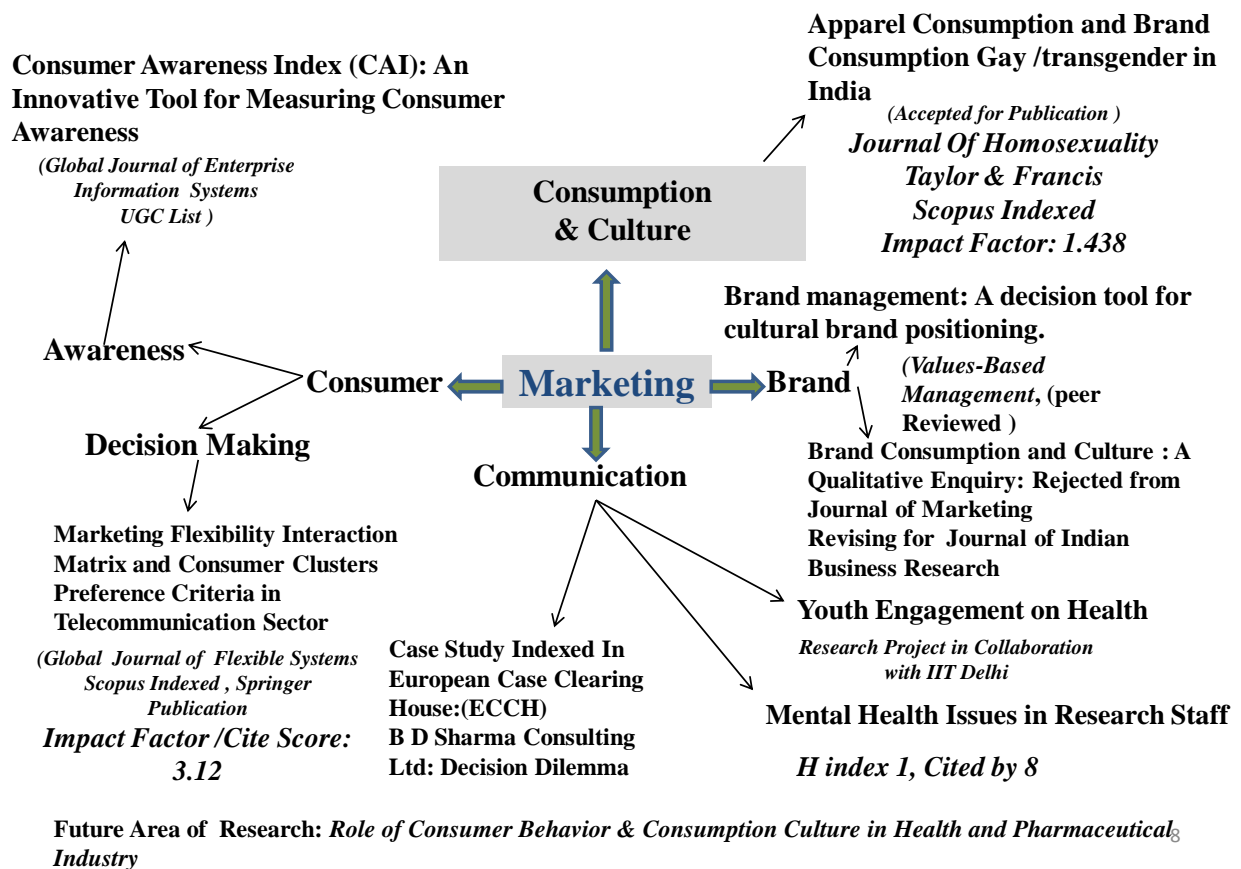 Consumer Awareness Index (CAI): An
Innovative Tool for Measuring Consumer
Awareness
(Global Journal of Enterprise
Information Systems
UGC List )
Apparel Consumption and Brand
Consumption Gay /transgender in
India
(Accepted for Publication )
Journal Of Homosexuality
Taylor & Francis
Scopus Indexed
Impact Factor: 1.438
Consumption
& Culture
Brand management: A decision tool for
cultural brand positioning.
(Values-Based
Management, (peer
Reviewed )
Awareness
Consumer
Marketing
Brand
Decision Making
Communication
Brand Consumption and Culture : A
Qualitative Enquiry: Rejected from
Journal of Marketing
Revising for Journal of Indian
Business Research
Marketing Flexibility Interaction
Matrix and Consumer Clusters
Preference Criteria in
Telecommunication Sector
(Global Journal of Flexible Systems
Scopus Indexed , Springer
Publication
Impact Factor /Cite Score:
3.12
Case Study Indexed In
European Case Clearing
House:(ECCH)
B D Sharma Consulting
Ltd: Decision Dilemma
Youth Engagement on Health
Research Project in Collaboration
with IIT Delhi
Mental Health Issues in Research Staff
H index 1, Cited by 8
Future Area of Research: Role of Consumer Behavior & Consumption Culture in Health and Pharmaceutical
Industry
8